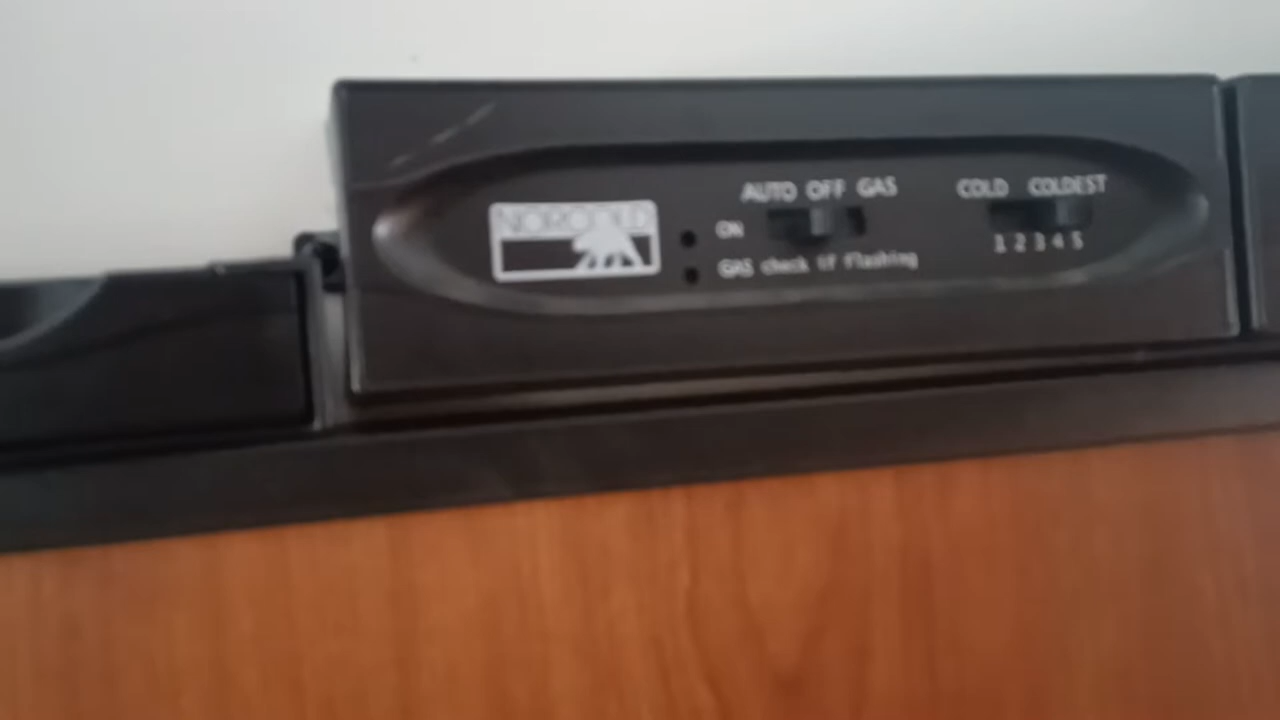 NORCOLD
AUTO OFF GAS
ON
GAS check if flashing
COLD COLDEST
1 2 3 4 5